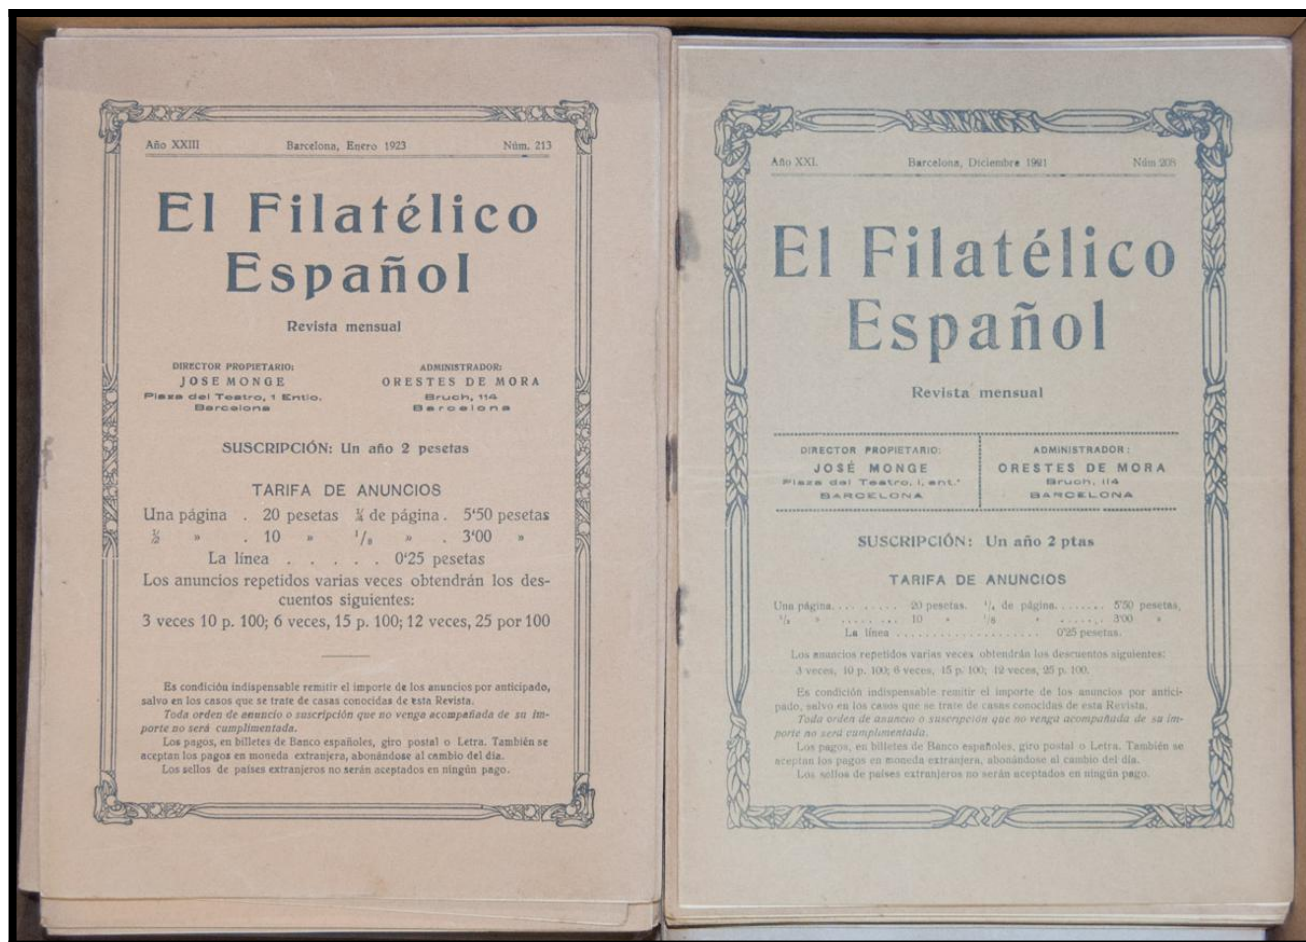 Año XXIII Barcelona, Enero 1923 Núm. 213
El Filatélico
Español
Revista mensual
DIRECTOR PROPIETARIO: ADMINISTRADOR:
JOSE MONGE ORESTES DE MORA
Plaza del Teatro, 1 Entlo. Bruch, 114
Barcelona Barcelona
SUSCRIPCIÓN: Un año 2 pesetas
TARIFA DE ANUNCIOS
Una página . 20 pesetas ¼ de página . 5'50 pesetas
½ » . 10 » ⅛ » . 3'00 »
La línea . . . . . 0'25 pesetas
Los anuncios repetidos varias veces obtendrán los des-
cuentos siguientes:
3 veces 10 p. 100; 6 veces, 15 p. 100; 12 veces, 25 por 100
Es condición indispensable remitir el importe de los anuncios por anticipado,
salvo en los casos que se trate de casas conocidas de esta Revista.
Toda orden de anuncio o suscripción que no venga acompañada de su im-
porte no será cumplimentada.
Los pagos, en billetes de Banco españoles, giro postal o Letra. También se
aceptan los pagos en moneda extranjera, abonándose al cambio del día.
Los sellos de países extranjeros no serán aceptados en ningún pago.
Año XXI. Barcelona, Diciembre 1921 Núm 208
El Filatélico
Español
Revista mensual
DIRECTOR PROPIETARIO: ADMINISTRADOR:
JOSÉ MONGE ORESTES DE MORA
Plaza del Teatro, 1, ent.° Bruch, 114
BARCELONA BARCELONA
SUSCRIPCIÓN: Un año 2 ptas
TARIFA DE ANUNCIOS
Una página. . . . . . . . . 20 pesetas. ¼ de página. . . . . . . 5'50 pesetas,
½ » . . . . . . . . 10 » ⅛ » . . . . . . 3'00 »
La línea . . . . . . . . . . . . . . . . . . . . 0'25 pesetas.
Los anuncios repetidos varias veces obtendrán los descuentos siguientes:
3 veces, 10 p. 100; 6 veces, 15 p. 100; 12 veces, 25 p. 100.
Es condición indispensable remitir el importe de los anuncios por antici-
pado, salvo en los casos que se trate de casas conocidas de esta Revista.
Toda orden de anuncio o suscripción que no venga acompañada de su im-
porte no será cumplimentada.
Los pagos, en billetes de Banco españoles, giro postal o Letra. También se
aceptan los pagos en moneda extranjera, abonándose al cambio del día.
Los sellos de países extranjeros no serán aceptados en ningún pago.